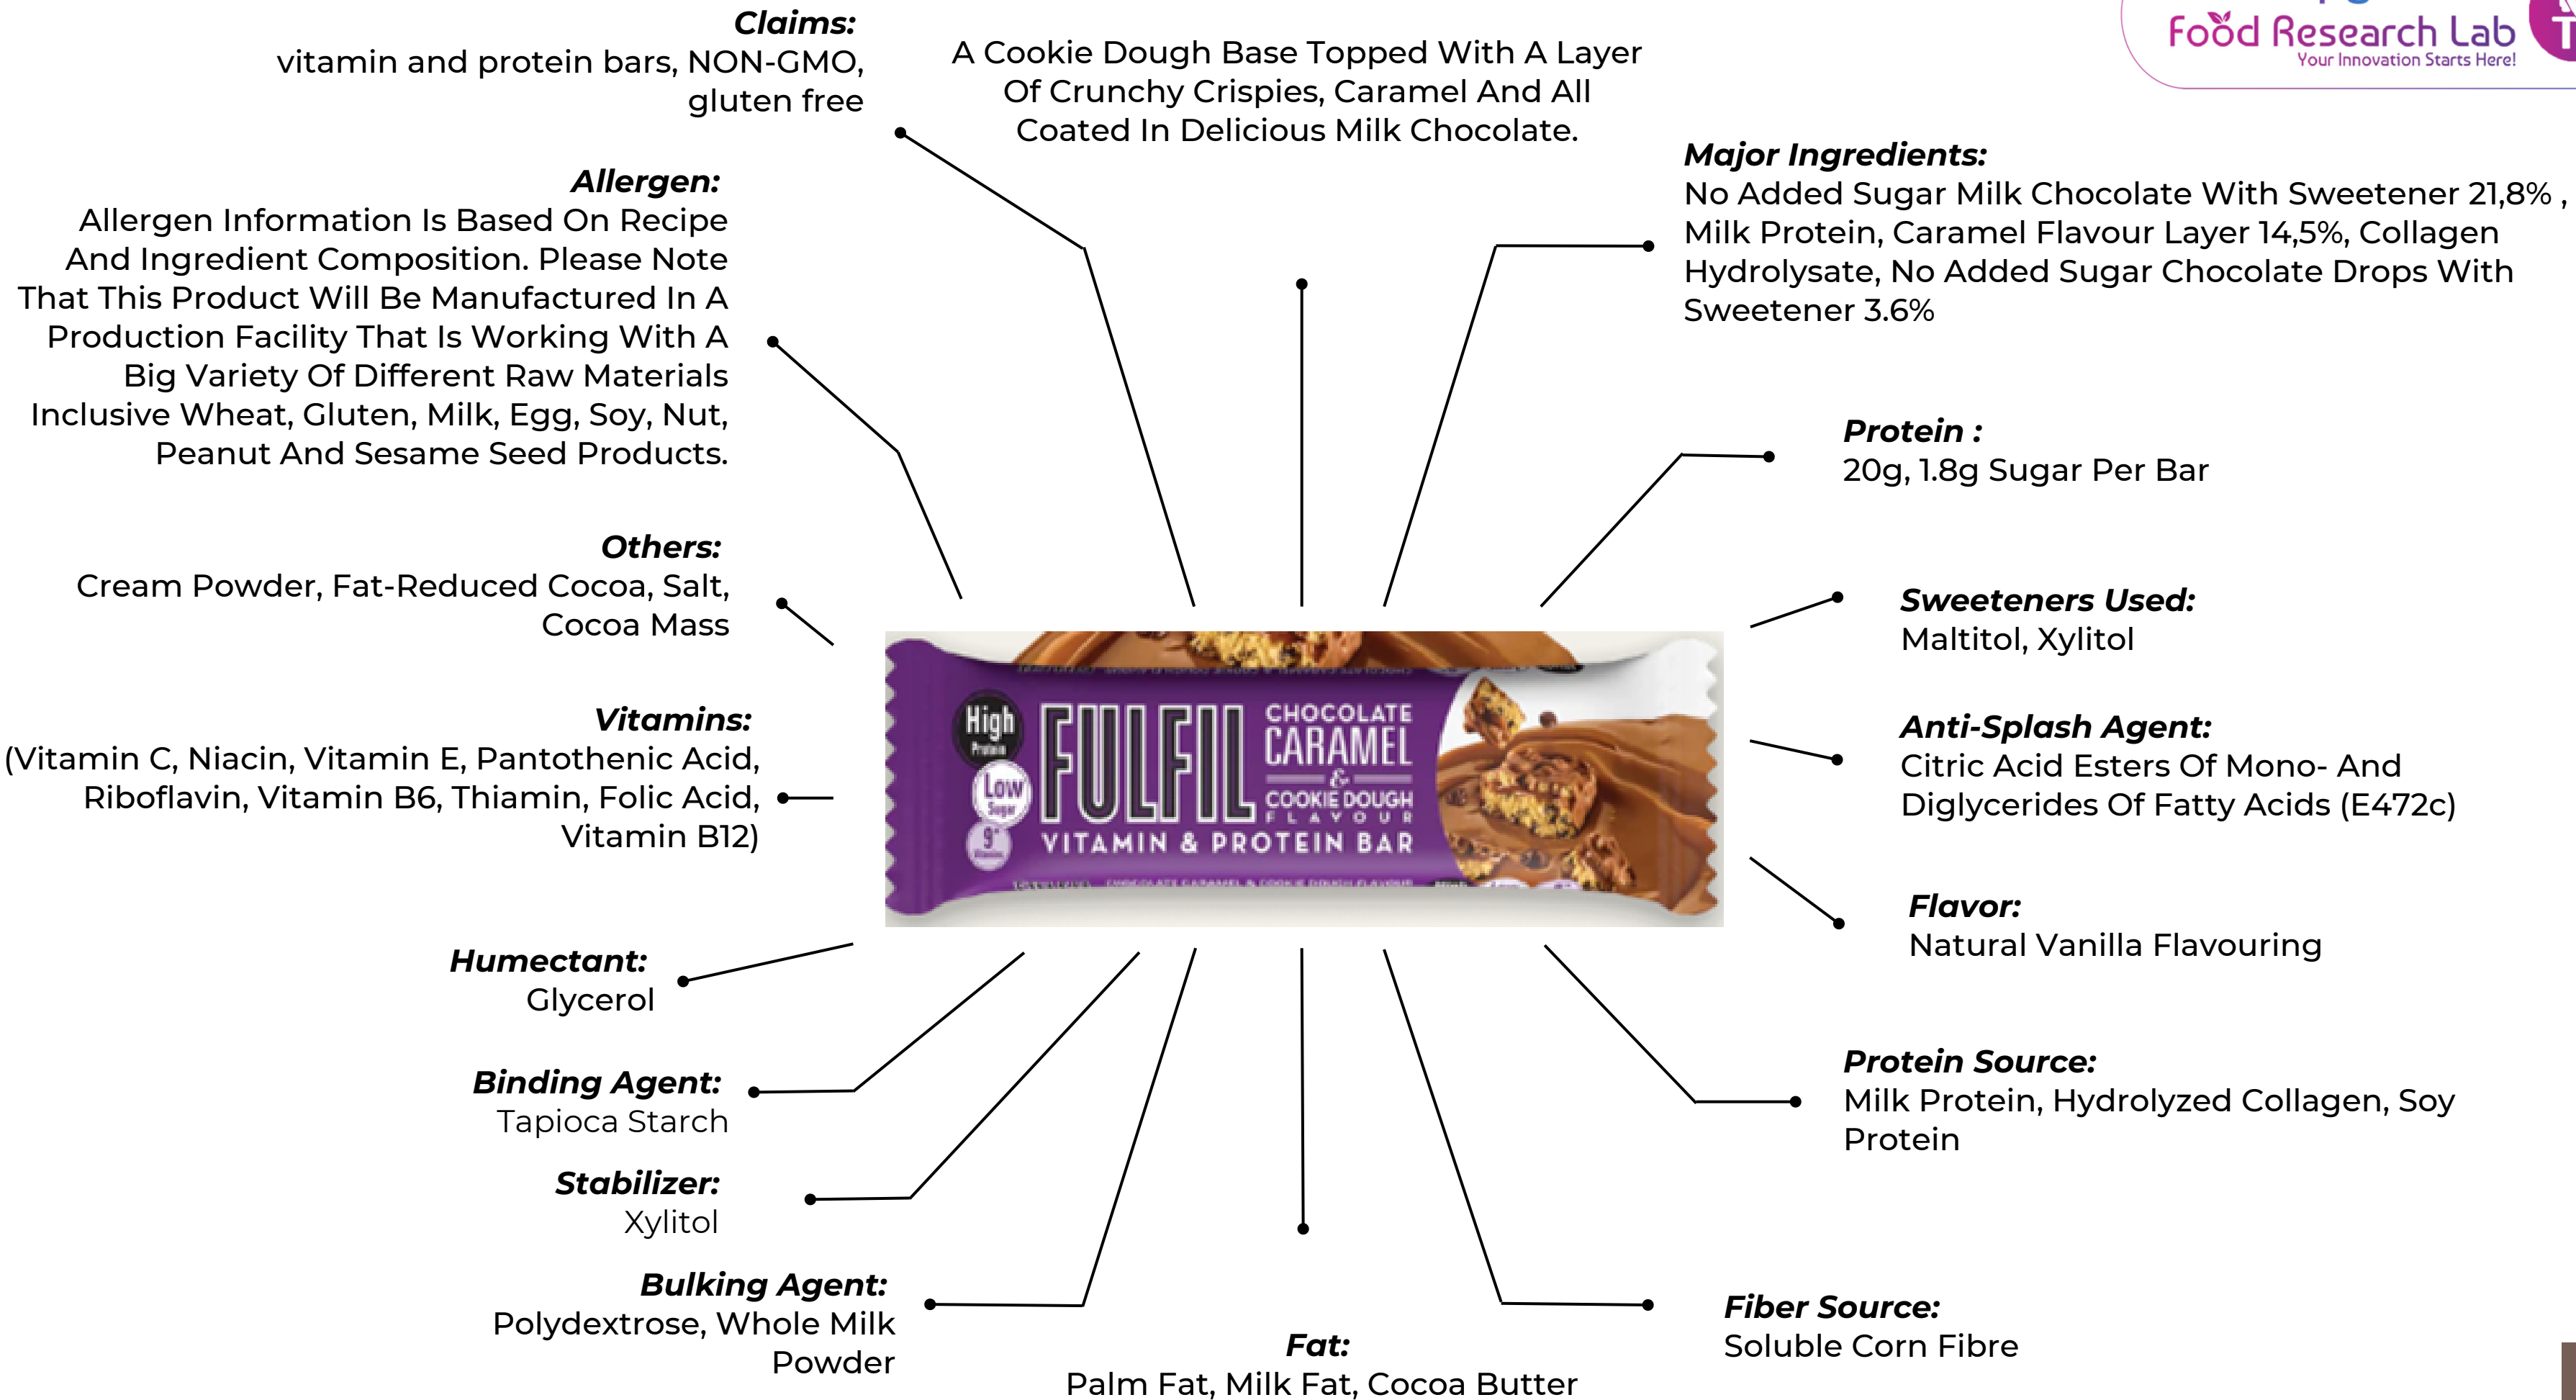 Claims:
vitamin and protein bars, NON-GMO,
gluten free
A Cookie Dough Base Topped With A Layer
Of Crunchy Crispies, Caramel And All
Coated In Delicious Milk Chocolate.
Food Research Lab
Your Innovation Starts Here!
Allergen:
Allergen Information Is Based On Recipe
And Ingredient Composition. Please Note
That This Product Will Be Manufactured In A
Production Facility That Is Working With A
Big Variety Of Different Raw Materials
Inclusive Wheat, Gluten, Milk, Egg, Soy, Nut,
Peanut And Sesame Seed Products.
Major Ingredients:
No Added Sugar Milk Chocolate With Sweetener 21,8% ,
Milk Protein, Caramel Flavour Layer 14,5%, Collagen
Hydrolysate, No Added Sugar Chocolate Drops With
Sweetener 3.6%
Protein :
20g, 1.8g Sugar Per Bar
Others:
Cream Powder, Fat-Reduced Cocoa, Salt,
Cocoa Mass
Sweeteners Used:
Maltitol, Xylitol
Vitamins:
(Vitamin C, Niacin, Vitamin E, Pantothenic Acid,
Riboflavin, Vitamin B6, Thiamin, Folic Acid,
Vitamin B12)
High
Protein
Low
Sugar
9
Vitamins
FULFIL
CHOCOLATE
CARAMEL
&
COOKIE DOUGH
FLAVOUR
VITAMIN & PROTEIN BAR
CHOCOLATE CARAMEL & COOKIE DOUGH FLAVOUR
Anti-Splash Agent:
Citric Acid Esters Of Mono- And
Diglycerides Of Fatty Acids (E472c)
Flavor:
Natural Vanilla Flavouring
Humectant:
Glycerol
Binding Agent:
Tapioca Starch
Protein Source:
Milk Protein, Hydrolyzed Collagen, Soy
Protein
Stabilizer:
Xylitol
Bulking Agent:
Polydextrose, Whole Milk
Powder
Fat:
Palm Fat, Milk Fat, Cocoa Butter
Fiber Source:
Soluble Corn Fibre